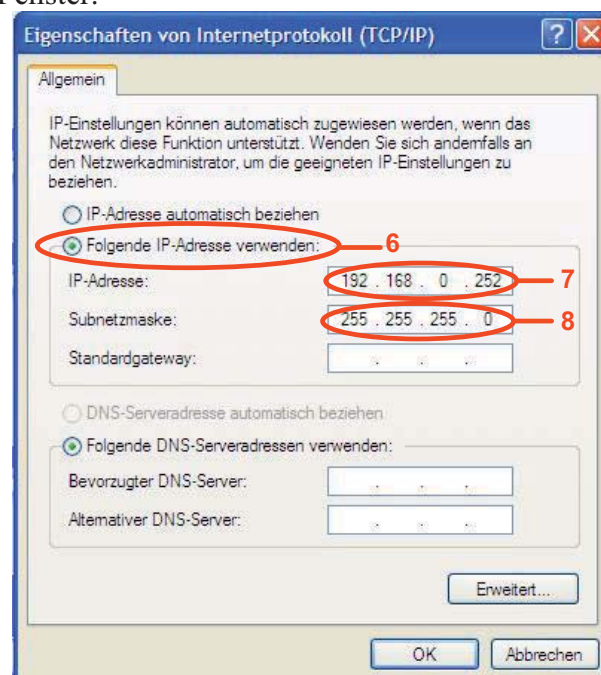 Fenster.
Eigenschaften von Internetprotokoll (TCP/IP)
Allgemein
IP-Einstellungen können automatisch zugewiesen werden, wenn das
Netzwerk diese Funktion unterstützt. Wenden Sie sich andernfalls an
den Netzwerkadministrator, um die geeigneten IP-Einstellungen zu
beziehen.
IP-Adresse automatisch beziehen
Folgende IP-Adresse verwenden: 6
IP-Adresse: 192 . 168 . 0 . 252 7
Subnetzmaske: 255 . 255 . 255 . 0 8
Standardgateway: . . .
DNS-Serveradresse automatisch beziehen
Folgende DNS-Serveradressen verwenden:
Bevorzugter DNS-Server: . . .
Alternativer DNS-Server: . . .
Erweitert...
OK Abbrechen